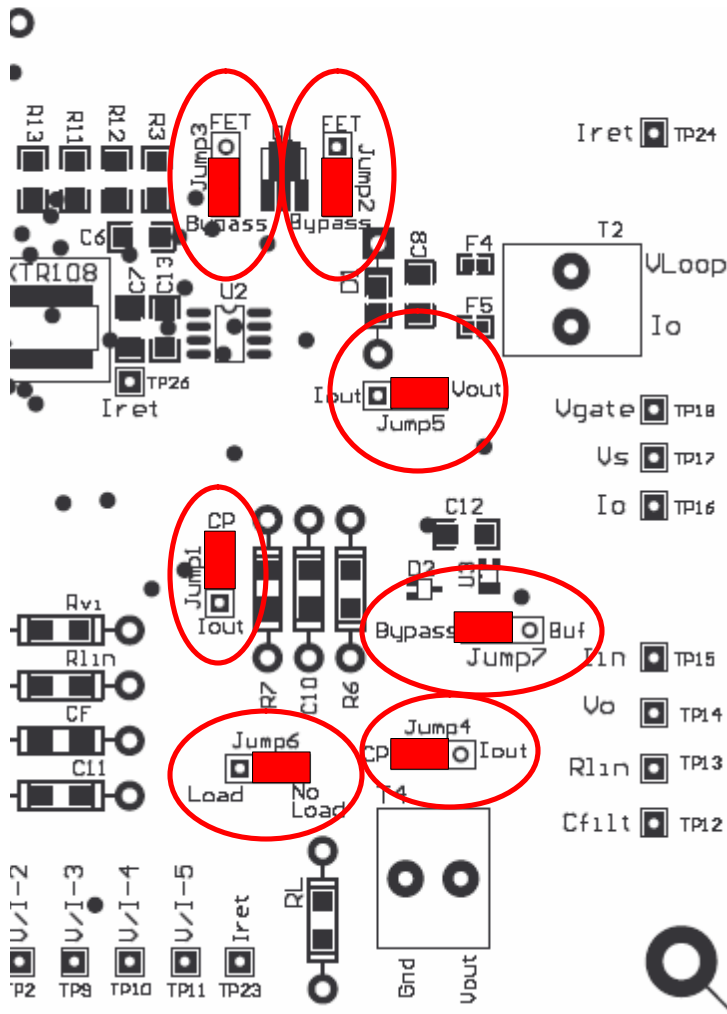 R13
R11
R12
R3
Jump3
FET
Bypass
FET
Jump2
Bypass
Iret
TP24
C6
XTR108
C7
C13
U2
D1
C8
F4
F5
T2
VLoop
Io
TP26
Iret
Iout
Vout
Jump5
Vgate
TP18
Vs
TP17
Io
TP16
CP
Jump1
Iout
C12
D2
U3
Bypass
Buf
Jump7
Rvi
Rlin
CF
C11
R7
C10
R6
Iin
TP15
Vo
TP14
Rlin
TP13
Cfilt
TP12
Jump6
Load
No
Load
Jump4
CP
Iout
T4
RL
Gnd
Vout
V/I-2
V/I-3
V/I-4
V/I-5
Iret
TP2
TP9
TP10
TP11
TP23